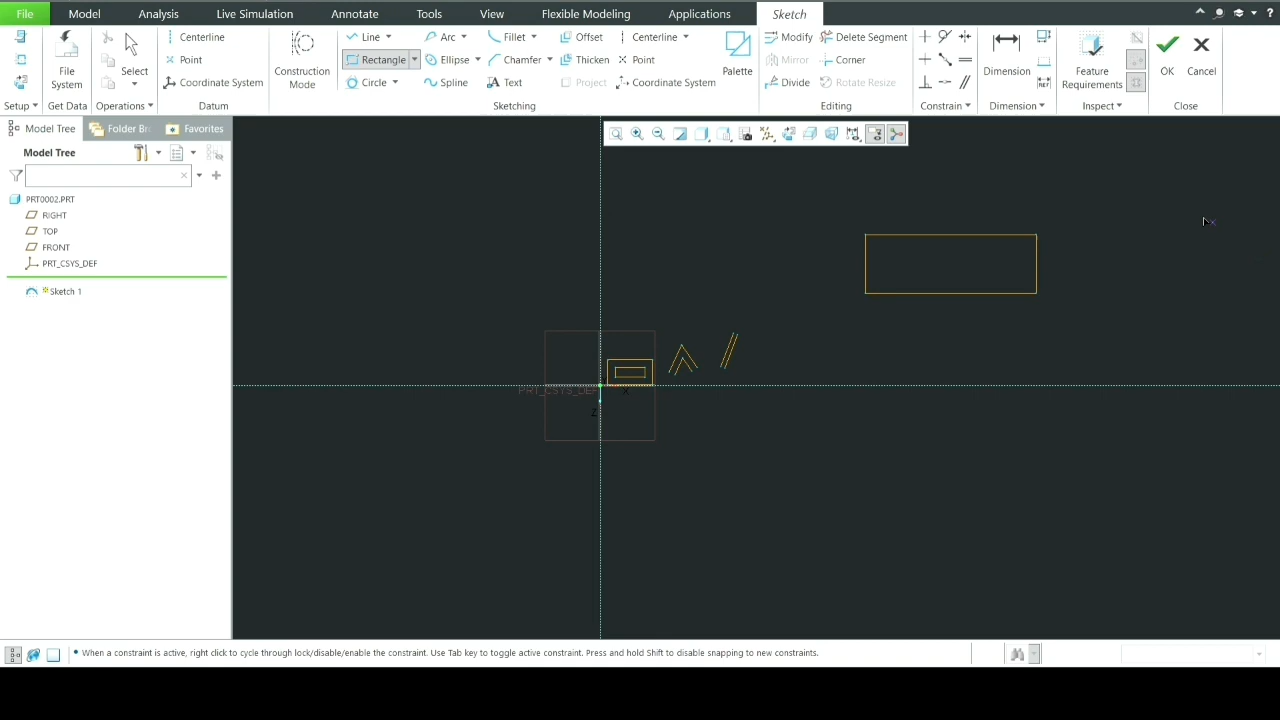 File Model Analysis Live Simulation Annotate Tools View Flexible Modeling Applications Sketch
Centerline Line Arc Fillet Offset Centerline Modify Delete Segment
Point Rectangle Ellipse Chamfer Thicken Point Mirror Corner
Coordinate System Circle Spline Text Project Coordinate System Divide Rotate Resize
File System Select Construction Mode Palette Dimension Feature Requirements OK Cancel
REF
Setup Get Data Operations Datum Sketching Editing Constrain Dimension Inspect Close
Model Tree Folder Br Favorites
Model Tree
PRT0002.PRT
RIGHT
TOP
FRONT
PRT_CSYS_DEF
Sketch 1
PRT_CSYS_DEF X
Z
When a constraint is active, right click to cycle through lock/disable/enable the constraint. Use Tab key to toggle active constraint. Press and hold Shift to disable snapping to new constraints.